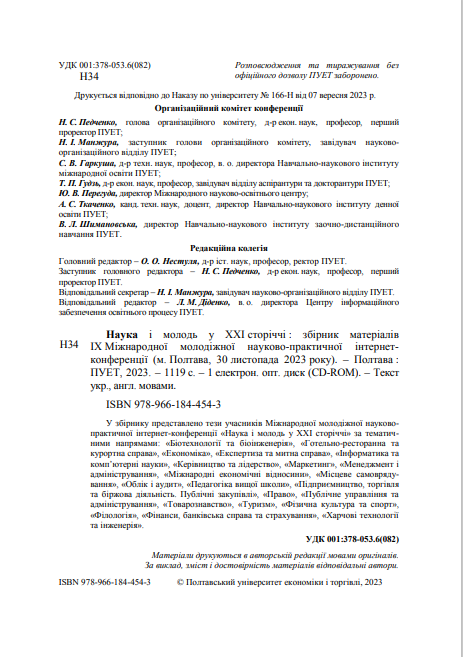 УДК 001:378-053.6(082)
Н34
Розповсюдження та тиражування без
офіційного дозволу ПУЕТ заборонено.
Друкується відповідно до Наказу по університету № 166-Н від 07 вересня 2023 р.
Організаційний комітет конференції
Н. С. Педченко, голова організаційного комітету, д-р екон. наук, професор, перший
проректор ПУЕТ;
Н. І. Манжура, заступник голови організаційного комітету, завідувач науково-
організаційного відділу ПУЕТ;
С. В. Гаркуша, д-р техн. наук, професор, в. о. директора Навчально-наукового інституту
міжнародної освіти ПУЕТ;
Т. П. Гудзь, д-р екон. наук, професор, завідувач відділу аспірантури та докторантури ПУЕТ;
Ю. В. Перегуда, директор Міжнародного науково-освітнього центру;
А. С. Ткаченко, канд. техн. наук, доцент, директор Навчально-наукового інституту денної
освіти ПУЕТ;
В. Л. Шимановська, директор Навчально-наукового інституту заочно-дистанційного
навчання ПУЕТ.
Редакційна колегія
Головний редактор – О. О. Нестуля, д-р іст. наук, професор, ректор ПУЕТ.
Заступник головного редактора – Н. С. Педченко, д-р екон. наук, професор, перший
проректор ПУЕТ.
Відповідальний секретар – Н. І. Манжура, завідувач науково-організаційного відділу ПУЕТ.
Відповідальний редактор – Л. М. Діденко, в. о. директора Центру інформаційного
забезпечення освітнього процесу ПУЕТ.
Н34
Наука і молодь у ХХІ сторіччі : збірник матеріалів
ІХ Міжнародної молодіжної науково-практичної інтернет-
конференції (м. Полтава, 30 листопада 2023 року). – Полтава :
ПУЕТ, 2023. – 1119 с. – 1 електрон. опт. диск (CD-ROM). – Текст
укр., англ. мовами.
ISBN 978-966-184-454-3
У збірнику представлено тези учасників Міжнародної молодіжної науково-
практичної інтернет-конференції «Наука і молодь у ХХІ сторіччі» за тематич-
ними напрямами: «Біотехнології та біоінженерія», «Готельно-ресторанна та
курортна справа», «Економіка», «Експертиза та митна справа», «Інформатика та
комп’ютерні науки», «Керівництво та лідерство», «Маркетинг», «Менеджмент і
адміністрування», «Міжнародні економічні відносини», «Місцеве самовряду-
вання», «Облік і аудит», «Педагогіка вищої школи», «Підприємництво, торгівля
та біржова діяльність. Публічні закупівлі», «Право», «Публічне управління та
адміністрування», «Товарознавство», «Туризм», «Фізична культура та спорт»,
«Філологія», «Фінанси, банківська справа та страхування», «Харчові технології
та інженерія».
УДК 001:378-053.6(082)
Матеріали друкуються в авторській редакції мовами оригіналів.
За виклад, зміст і достовірність матеріалів відповідальні автори.
ISBN 978-966-184-454-3
© Полтавський університет економіки і торгівлі, 2023